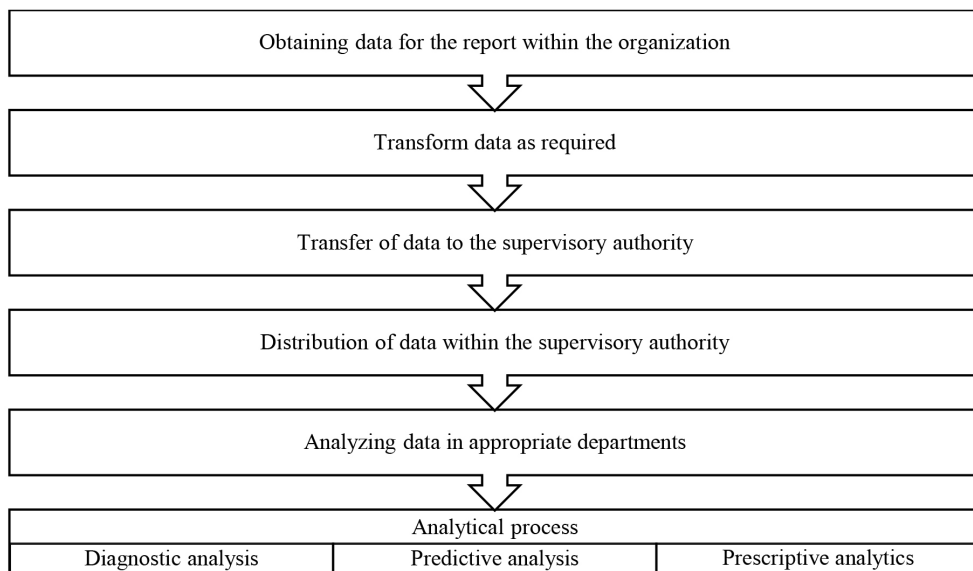 Obtaining data for the report within the organization
Transform data as required
Transfer of data to the supervisory authority
Distribution of data within the supervisory authority
Analyzing data in appropriate departments
Analytical process
Diagnostic analysis
Predictive analysis
Prescriptive analytics